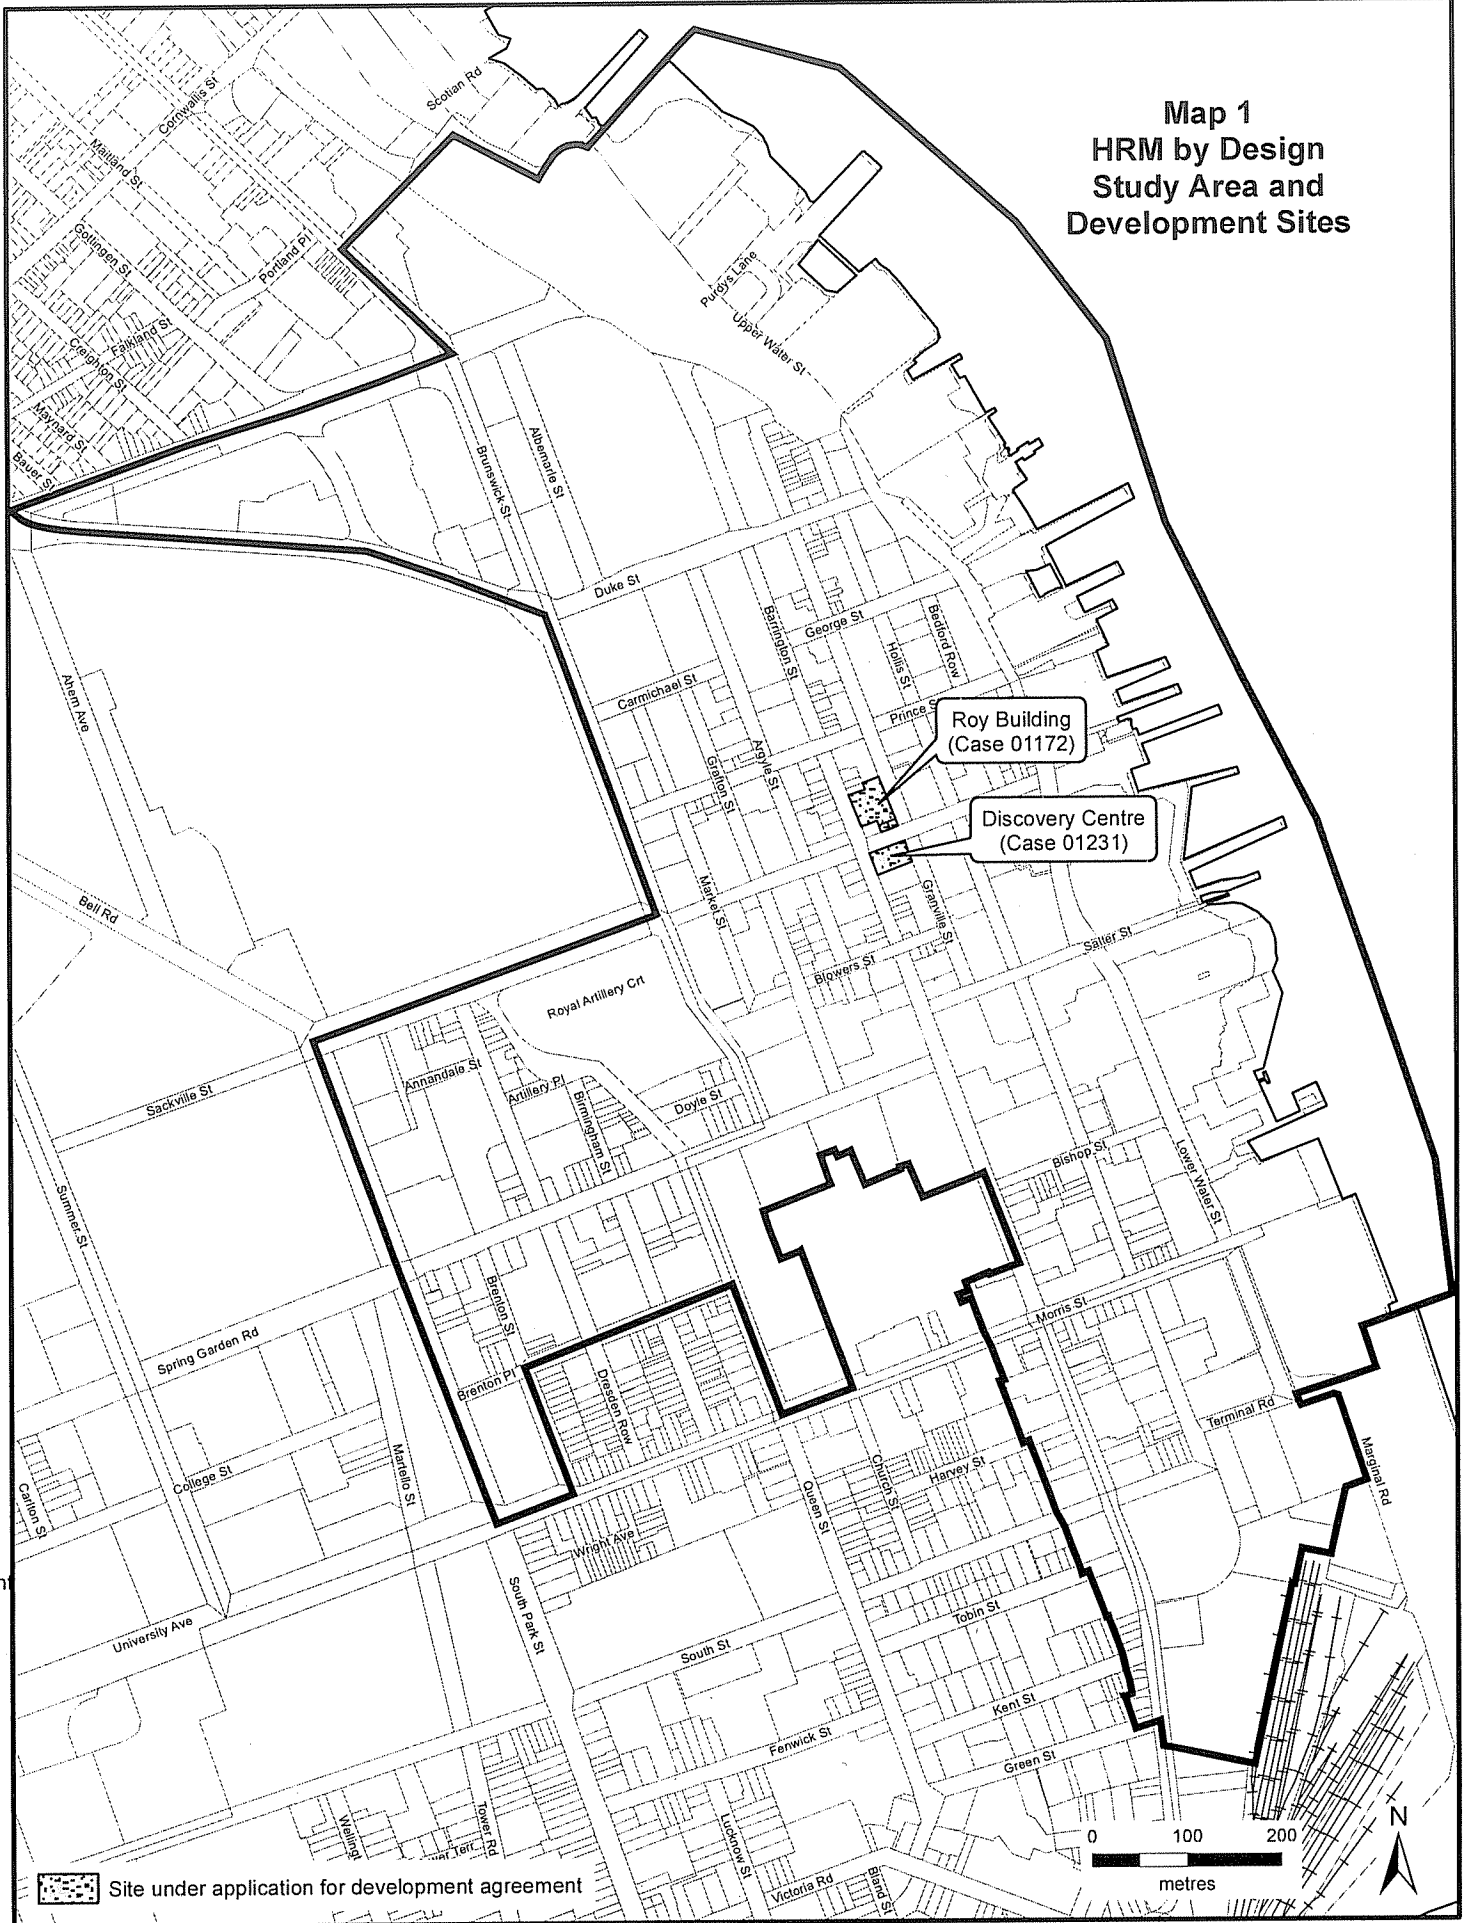 Map 1
HRM by Design
Study Area and
Development Sites
Scotian Rd
Cornwallis St
Maitland St
Gottingen St
Portland Pl
Purdys Lane
Falkland St
Creighton St
Upper Water St
Maynard St
Bauer St
Brunswick St
Albemarle St
Duke St
Barrington St
George St
Bedford Row
Hollis St
Ahern Ave
Carmichael St
Prince S
Roy Building
(Case 01172)
Argyle St
Grafton St
Discovery Centre
(Case 01231)
Market St
Granville St
Bell Rd
Salter St
Blowers St
Royal Artillery Crt
Annandale St
Artillery Pl
Sackville St
Birmingham St
Doyle St
Bishop St
Lower Water St
Summer St
Brenton St
Morris St
Spring Garden Rd
Brenton Pl
Dresden Row
Terminal Rd
Marginal Rd
Martello St
College St
Carlton St
Church St
Harvey St
Queen St
Wright Ave
South Park St
University Ave
Tobin St
South St
Kent St
Fenwick St
Green St
Tower Rd
Wellingt
wer Terr
Lucknow St
Victoria Rd
Bland St
N
0 100 200
metres
Site under application for development agreement